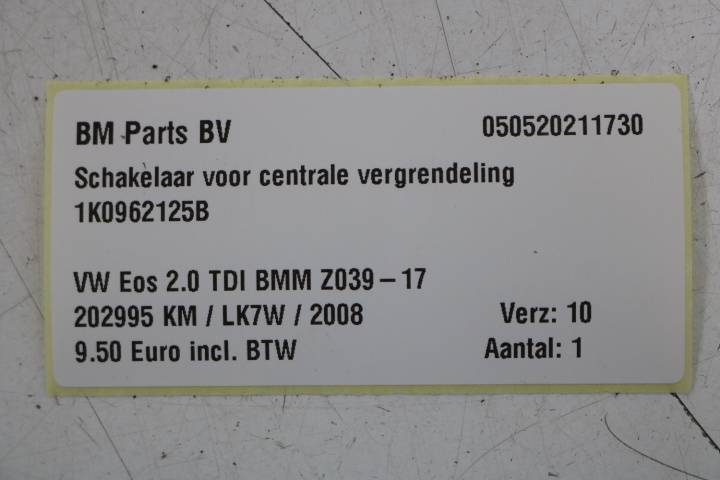 BM Parts BV 050520211730
Schakelaar voor centrale vergrendeling
1K0962125B
VW Eos 2.0 TDI BMM Z039-17
202995 KM / LK7W / 2008 Verz: 10
9.50 Euro incl. BTW Aantal: 1